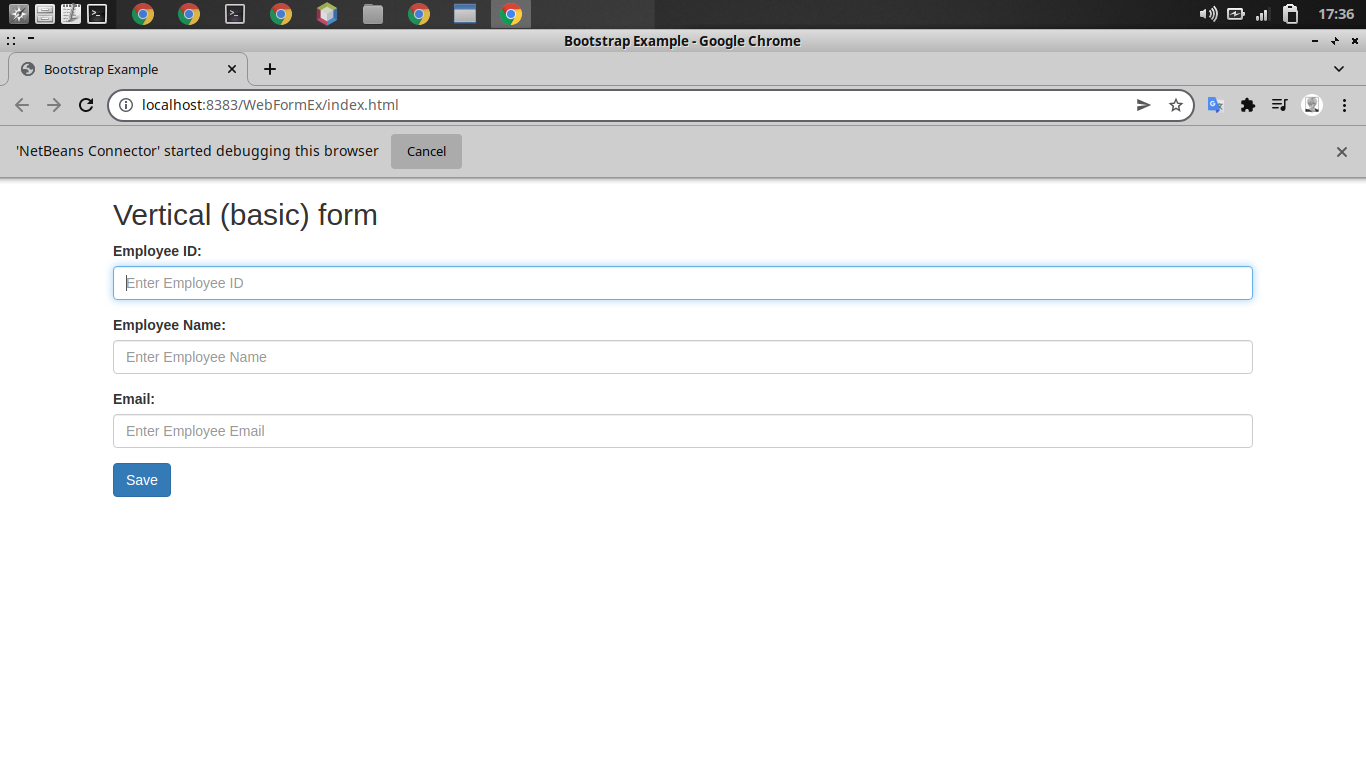 17:36
Bootstrap Example - Google Chrome
Bootstrap Example
localhost:8383/WebFormEx/index.html
'NetBeans Connector' started debugging this browser Cancel
Vertical (basic) form
Employee ID:
Enter Employee ID
Employee Name:
Enter Employee Name
Email:
Enter Employee Email
Save